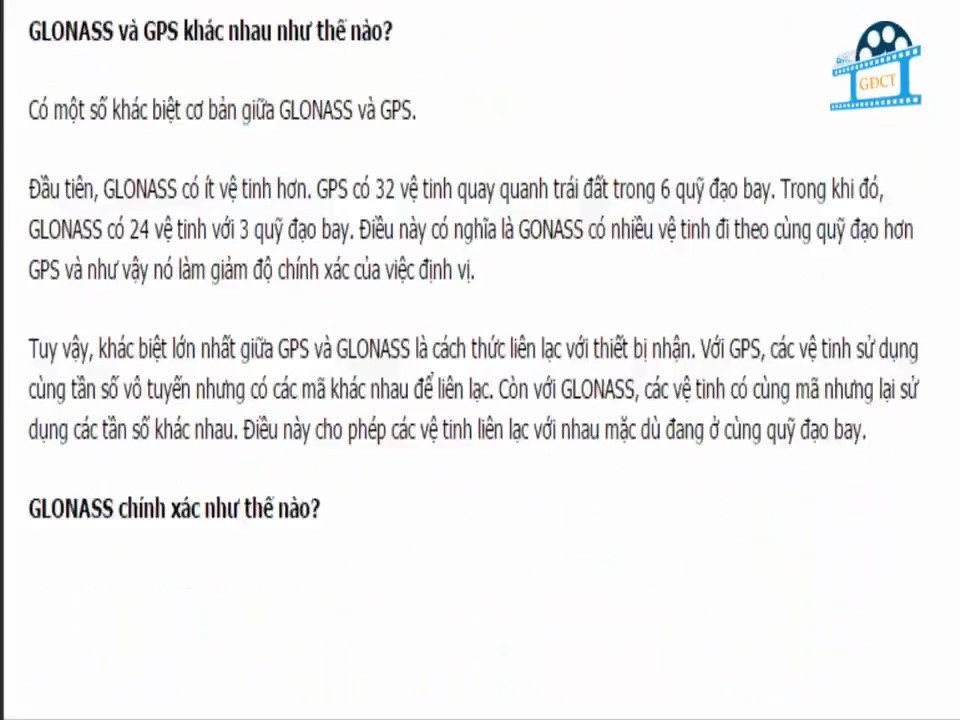 GLONASS và GPS khác nhau như thế nào?
GĐCT
Có một số khác biệt cơ bản giữa GLONASS và GPS.
Đầu tiên, GLONASS có ít vệ tinh hơn. GPS có 32 vệ tinh quay quanh trái đất trong 6 quỹ đạo bay. Trong khi đó,
GLONASS có 24 vệ tinh với 3 quỹ đạo bay. Điều này có nghĩa là GONASS có nhiều vệ tinh đi theo cùng quỹ đạo hơn
GPS và như vậy nó làm giảm độ chính xác của việc định vị.
Tuy vậy, khác biệt lớn nhất giữa GPS và GLONASS là cách thức liên lạc với thiết bị nhận. Với GPS, các vệ tinh sử dụng
cùng tần số vô tuyến nhưng có các mã khác nhau để liên lạc. Còn với GLONASS, các vệ tinh có cùng mã nhưng lại sử
dụng các tần số khác nhau. Điều này cho phép các vệ tinh liên lạc với nhau mặc dù đang ở cùng quỹ đạo bay.
GLONASS chính xác như thế nào?